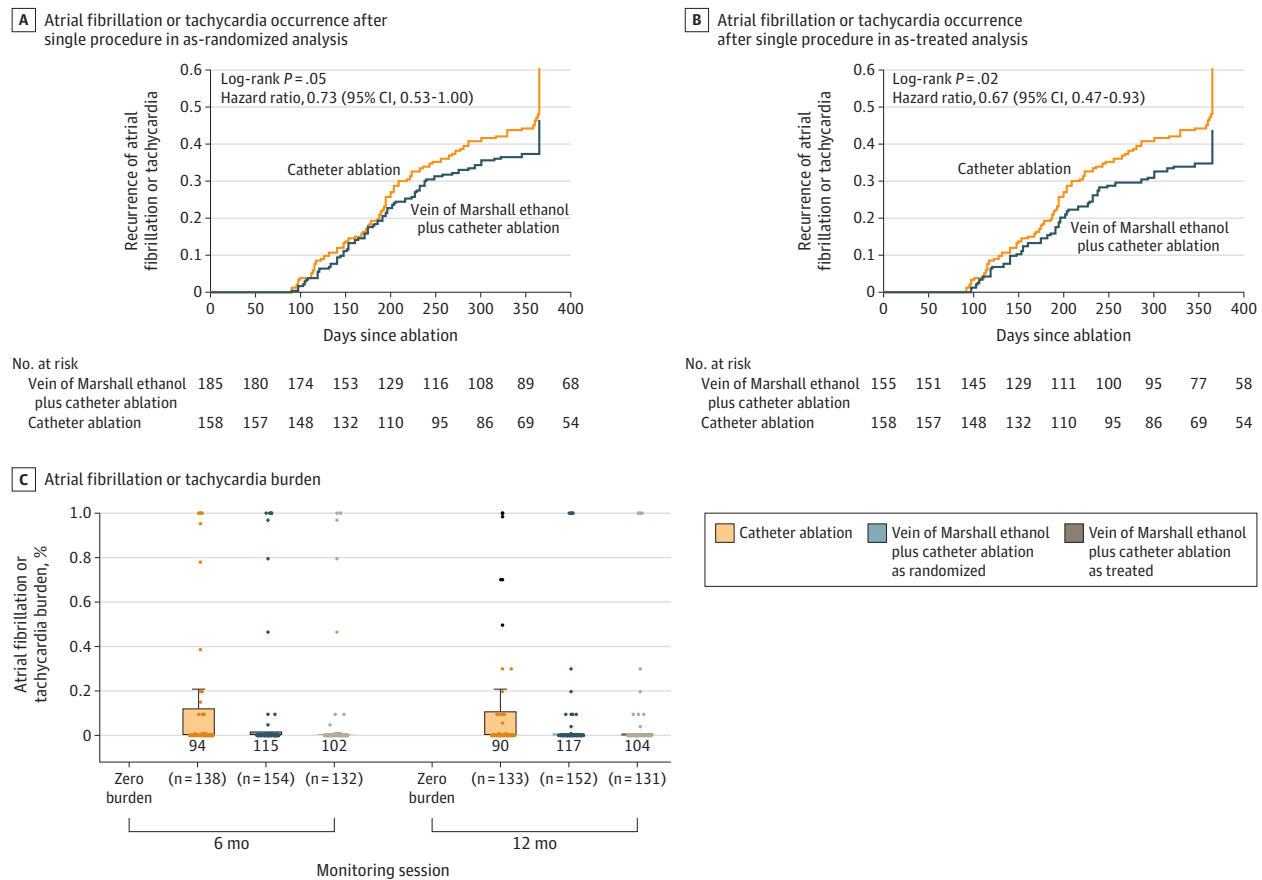 A Atrial fibrillation or tachycardia occurrence after
single procedure in as-randomized analysis
0.6
0.5
0.4
0.3
0.2
0.1
0
Recurrence of atrial
fibrillation or tachycardia
Log-rank P = .05
Hazard ratio, 0.73 (95% CI, 0.53-1.00)
Catheter ablation
Vein of Marshall ethanol
plus catheter ablation
0 50 100 150 200 250 300 350 400
Days since ablation
No. at risk
Vein of Marshall ethanol 185 180 174 153 129 116 108 89 68
plus catheter ablation
Catheter ablation 158 157 148 132 110 95 86 69 54
B Atrial fibrillation or tachycardia occurrence
after single procedure in as-treated analysis
0.6
0.5
0.4
0.3
0.2
0.1
0
Recurrence of atrial
fibrillation or tachycardia
Log-rank P = .02
Hazard ratio, 0.67 (95% CI, 0.47-0.93)
Catheter ablation
Vein of Marshall ethanol
plus catheter ablation
0 50 100 150 200 250 300 350 400
Days since ablation
No. at risk
Vein of Marshall ethanol 155 151 145 129 111 100 95 77 58
plus catheter ablation
Catheter ablation 158 157 148 132 110 95 86 69 54
C Atrial fibrillation or tachycardia burden
1.0
0.8
0.6
0.4
0.2
0
Atrial fibrillation or
tachycardia burden, %
94 115 102 90 117 104
Zero (n=138) (n=154) (n=132) Zero (n=133) (n=152) (n=131)
burden burden
6 mo 12 mo
Monitoring session
Catheter ablation
Vein of Marshall ethanol
plus catheter ablation
as randomized
Vein of Marshall ethanol
plus catheter ablation
as treated